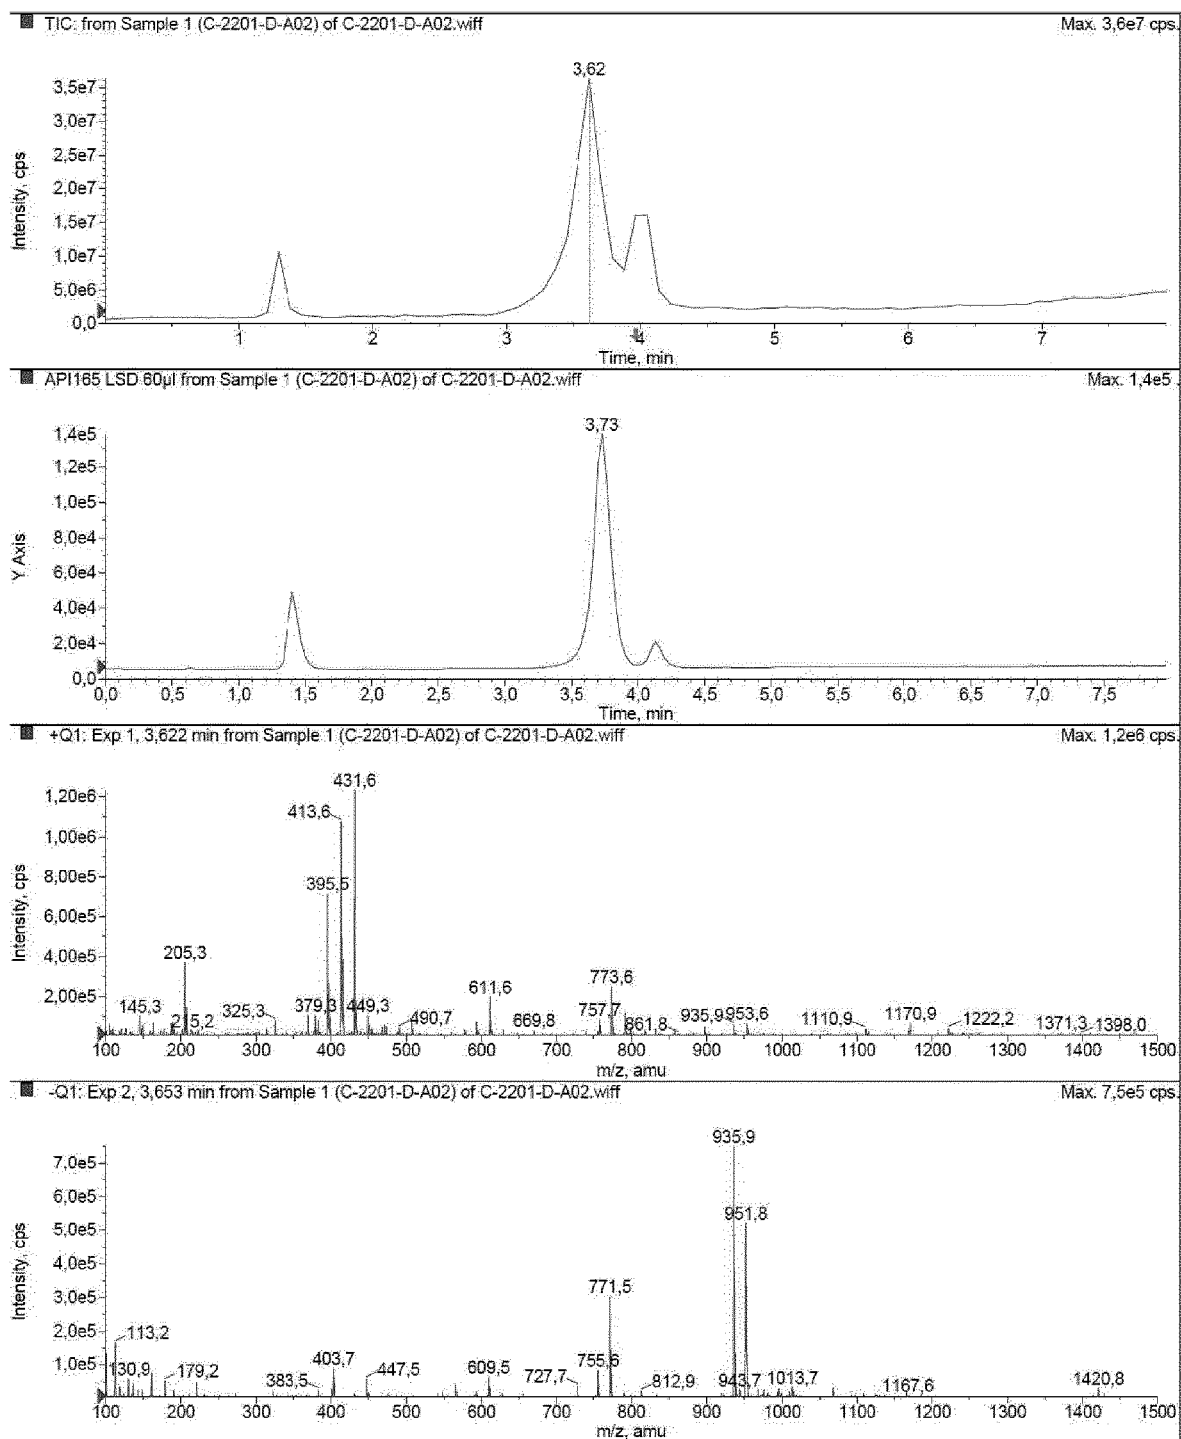 TIC: from Sample 1 (C-2201-D-A02) of C-2201-D-A02.wiff Max. 3,6e7 cps.
3,62
3,5e7
3,0e7
2,5e7
2,0e7
1,5e7
1,0e7
5,0e6
0,0
Intensity, cps
1 2 3 4 5 6 7
Time, min
API165 LSD 60µl from Sample 1 (C-2201-D-A02) of C-2201-D-A02.wiff Max. 1,4e5
3,73
1,4e5
1,2e5
1,0e5
8,0e4
6,0e4
4,0e4
2,0e4
0,0
Y Axis
0,0 0,5 1,0 1,5 2,0 2,5 3,0 3,5 4,0 4,5 5,0 5,5 6,0 6,5 7,0 7,5
Time, min
+Q1: Exp 1, 3,622 min from Sample 1 (C-2201-D-A02) of C-2201-D-A02.wiff Max. 1,2e6 cps.
431,6
1,20e6
413,6
1,00e6
8,00e5
395,5
6,00e5
4,00e5
205,3
2,00e5
Intensity, cps
145,3 215,2 325,3 379,3 449,3 490,7 611,6 669,8 757,7 773,6 861,8 935,9 953,6 1110,9 1170,9 1222,2 1371,3 1398,0
100 200 300 400 500 600 700 800 900 1000 1100 1200 1300 1400 1500
m/z, amu
-Q1: Exp 2, 3,653 min from Sample 1 (C-2201-D-A02) of C-2201-D-A02.wiff Max. 7,5e5 cps.
935,9
7,0e5
6,0e5
951,8
5,0e5
4,0e5
771,5
3,0e5
2,0e5
1,0e5
Intensity, cps
113,2 130,9 179,2 383,5 403,7 447,5 609,5 727,7 755,6 812,9 943,7 1013,7 1167,6 1420,8
100 200 300 400 500 600 700 800 900 1000 1100 1200 1300 1400 1500
m/z, amu